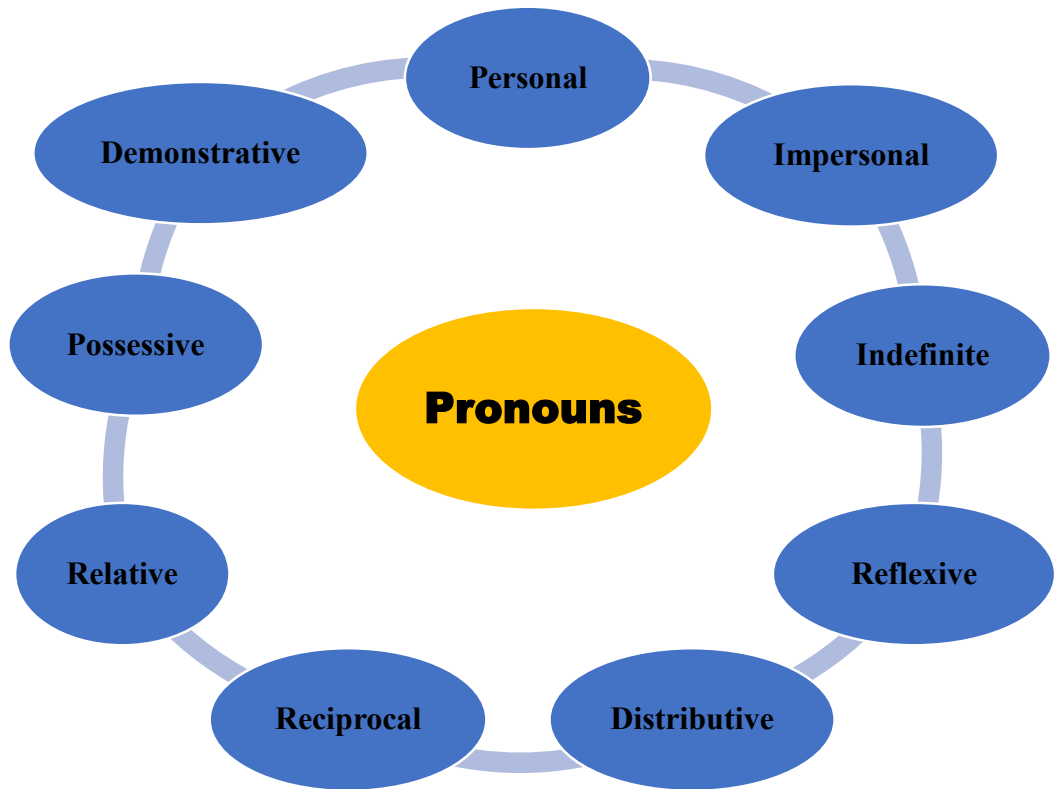 Personal
Demonstrative
Impersonal
Possessive
Indefinite
Pronouns
Relative
Reflexive
Reciprocal
Distributive